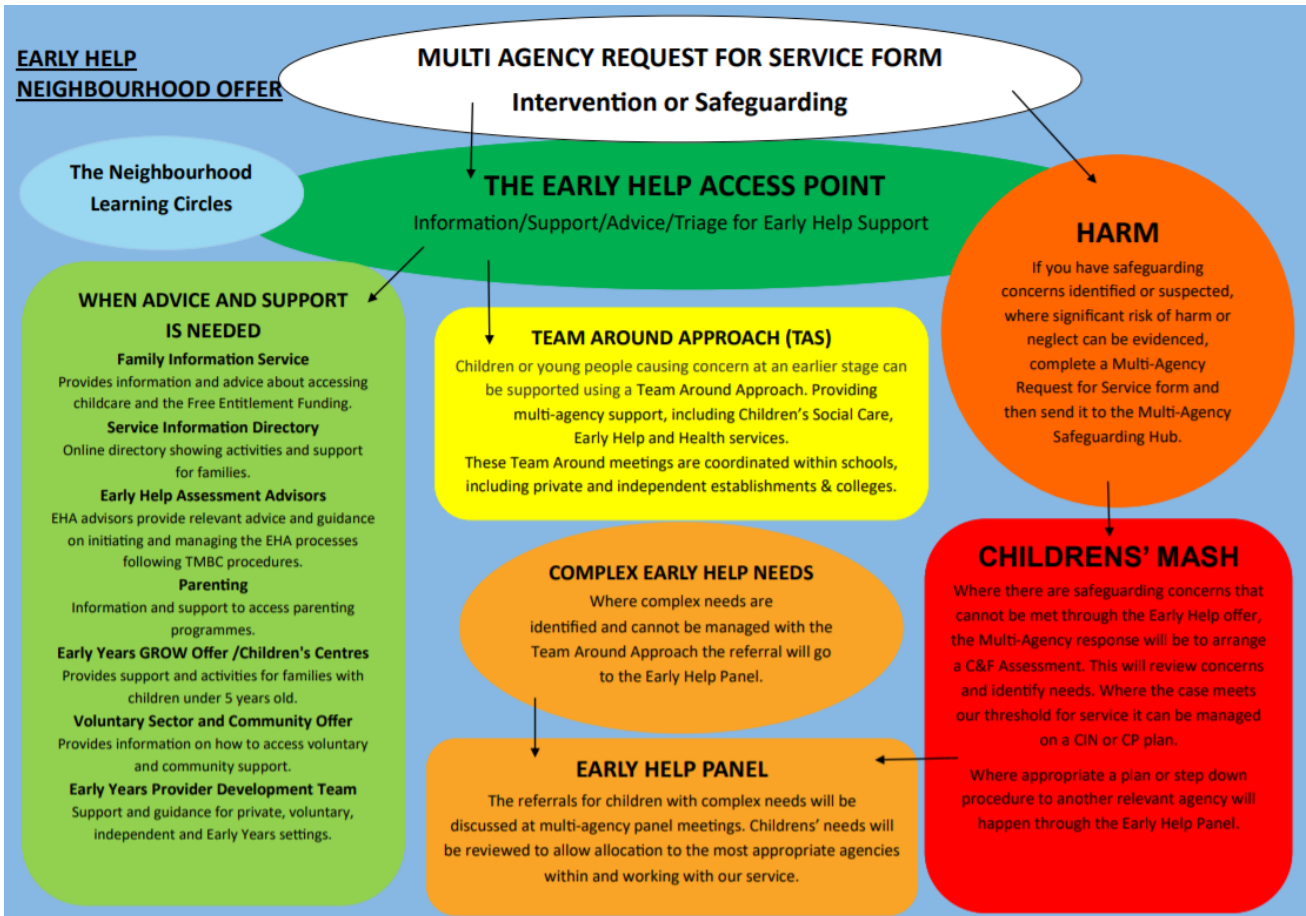 EARLY HELP
NEIGHBOURHOOD OFFER
MULTI AGENCY REQUEST FOR SERVICE FORM
Intervention or Safeguarding
The Neighbourhood
Learning Circles
THE EARLY HELP ACCESS POINT
Information/Support/Advice/Triage for Early Help Support
HARM
If you have safeguarding
concerns identified or suspected,
where significant risk of harm or
neglect can be evidenced,
complete a Multi-Agency
Request for Service form and
then send it to the Multi-Agency
Safeguarding Hub.
WHEN ADVICE AND SUPPORT
IS NEEDED
Family Information Service
Provides information and advice about accessing
childcare and the Free Entitlement Funding.
Service Information Directory
Online directory showing activities and support
for families.
Early Help Assessment Advisors
EHA advisors provide relevant advice and guidance
on initiating and managing the EHA processes
following TMBC procedures.
Parenting
Information and support to access parenting
programmes.
Early Years GROW Offer /Children's Centres
Provides support and activities for families with
children under 5 years old.
Voluntary Sector and Community Offer
Provides information on how to access voluntary
and community support.
Early Years Provider Development Team
Support and guidance for private, voluntary,
independent and Early Years settings.
TEAM AROUND APPROACH (TAS)
Children or young people causing concern at an earlier stage can
be supported using a Team Around Approach. Providing
multi-agency support, including Children's Social Care,
Early Help and Health services.
These Team Around meetings are coordinated within schools,
including private and independent establishments & colleges.
COMPLEX EARLY HELP NEEDS
Where complex needs are
identified and cannot be managed with the
Team Around Approach the referral will go
to the Early Help Panel.
CHILDRENS' MASH
Where there are safeguarding concerns that
cannot be met through the Early Help offer,
the Multi-Agency response will be to arrange
a C&F Assessment. This will review concerns
and identify needs. Where the case meets
our threshold for service it can be managed
on a CIN or CP plan.
Where appropriate a plan or step down
procedure to another relevant agency will
happen through the Early Help Panel.
EARLY HELP PANEL
The referrals for children with complex needs will be
discussed at multi-agency panel meetings. Childrens' needs will
be reviewed to allow allocation to the most appropriate agencies
within and working with our service.